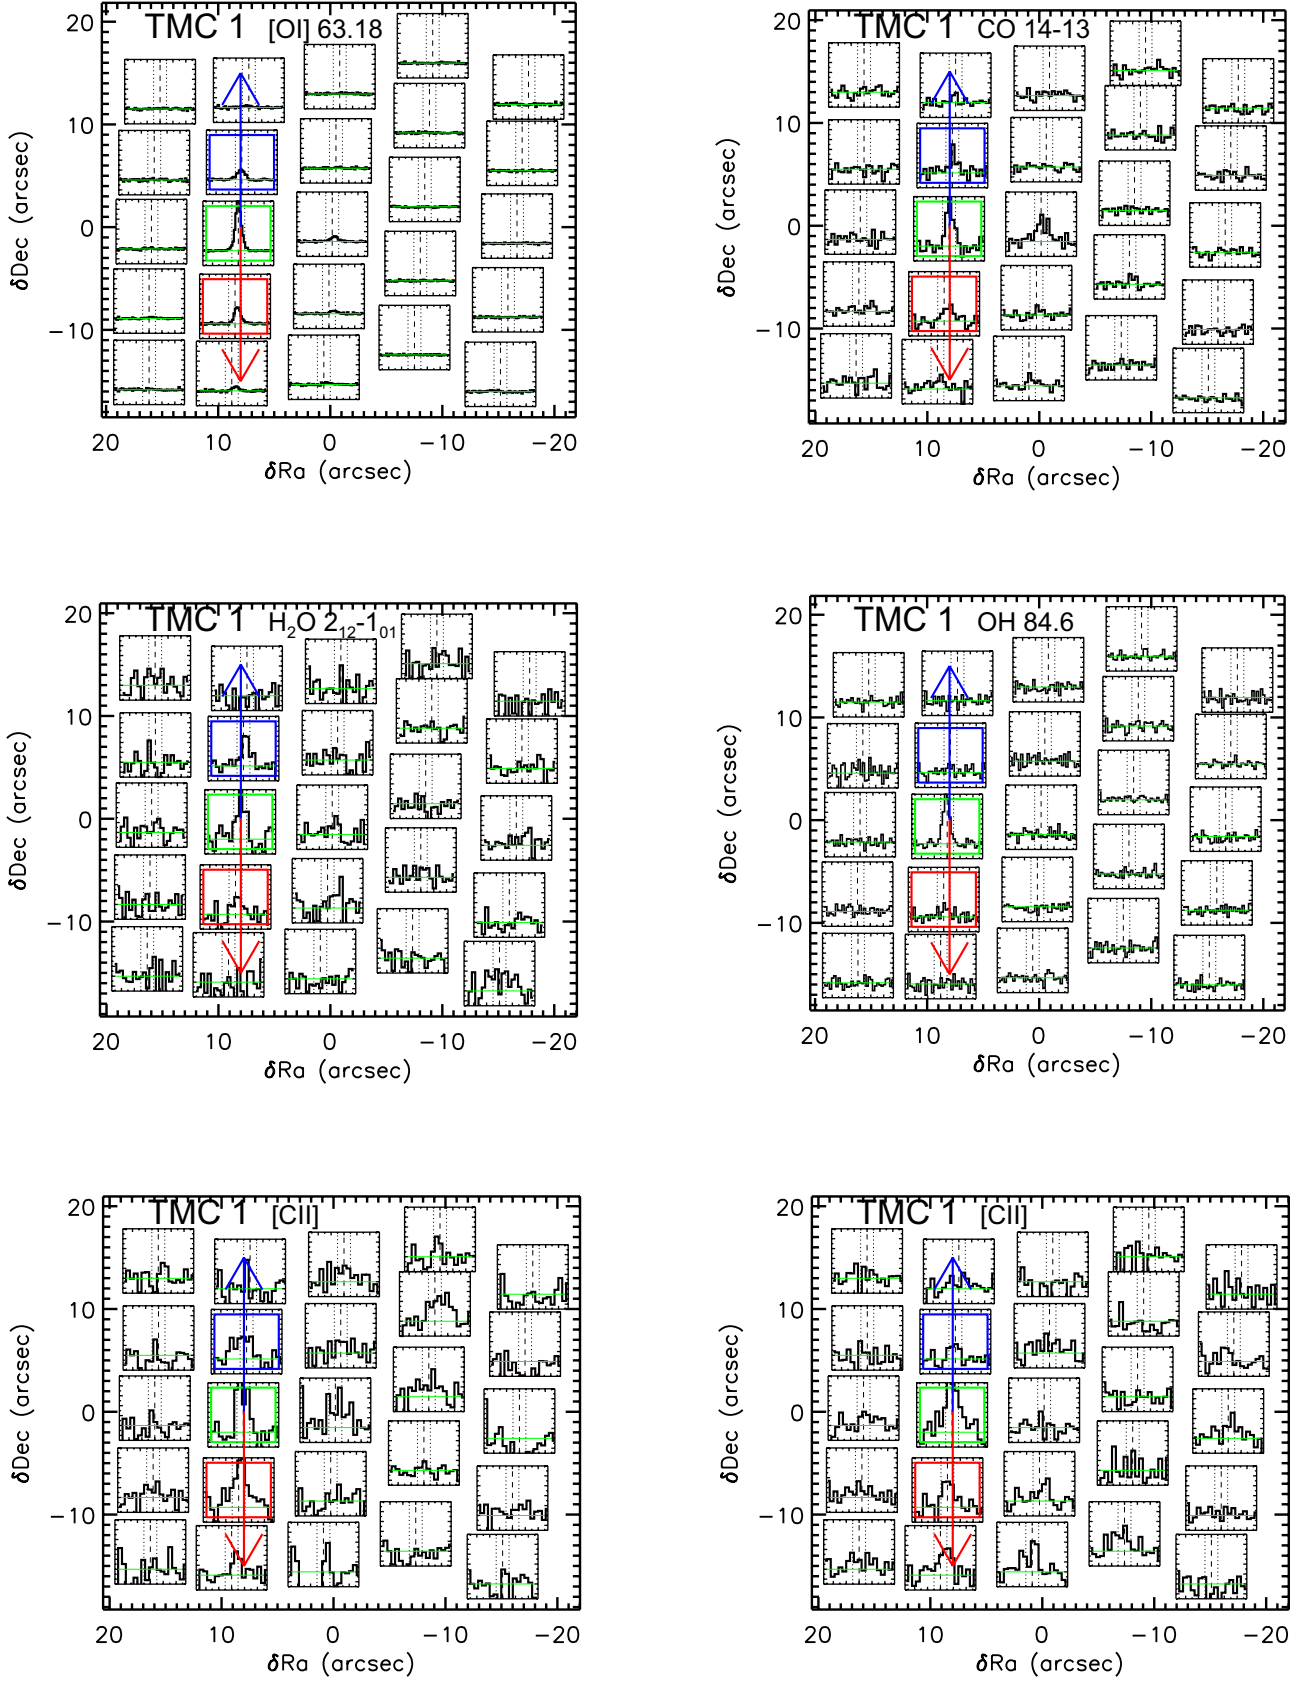 TMC 1 [OI] 63.18
20
10
0
−10
δDec (arcsec)
20 10 0 −10 −20
δRa (arcsec)
TMC 1 CO 14-13
20
10
0
−10
δDec (arcsec)
20 10 0 −10 −20
δRa (arcsec)
TMC 1 H₂O 2₁₂-1₀₁
20
10
0
−10
δDec (arcsec)
20 10 0 −10 −20
δRa (arcsec)
TMC 1 OH 84.6
20
10
0
−10
δDec (arcsec)
20 10 0 −10 −20
δRa (arcsec)
TMC 1 [CII]
20
10
0
−10
δDec (arcsec)
20 10 0 −10 −20
δRa (arcsec)
TMC 1 [CII]
20
10
0
−10
δDec (arcsec)
20 10 0 −10 −20
δRa (arcsec)